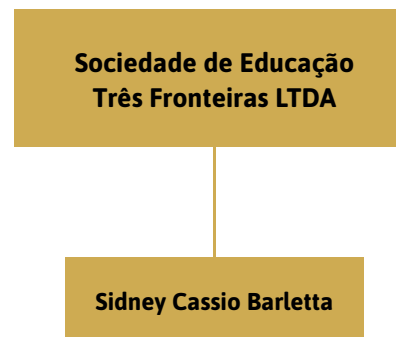 Sociedade de Educação
Três Fronteiras LTDA
Sidney Cassio Barletta